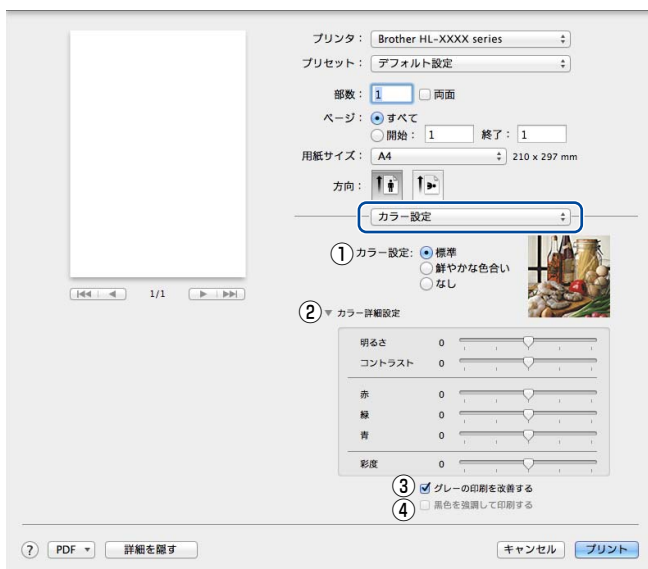 プリンタ： Brother HL-XXXX series
プリセット： デフォルト設定
部数： 1 両面
ページ： すべて
開始： 1 終了： 1
用紙サイズ： A4 210 x 297 mm
方向：
カラー設定
① カラー設定: 標準
鮮やかな色合い
なし
1/1
② カラー詳細設定
明るさ 0
コントラスト 0
赤 0
緑 0
青 0
彩度 0
③ グレーの印刷を改善する
④ 黒色を強調して印刷する
? PDF 詳細を隠す キャンセル プリント